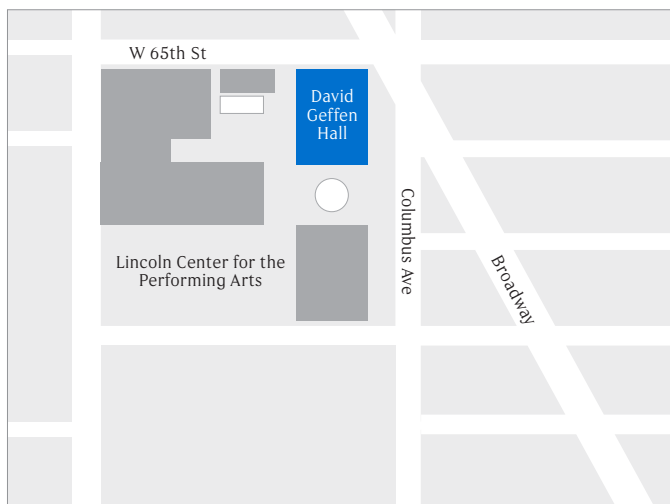 W 65th St
David
Geffen
Hall
Columbus Ave
Lincoln Center for the
Performing Arts
Broadway